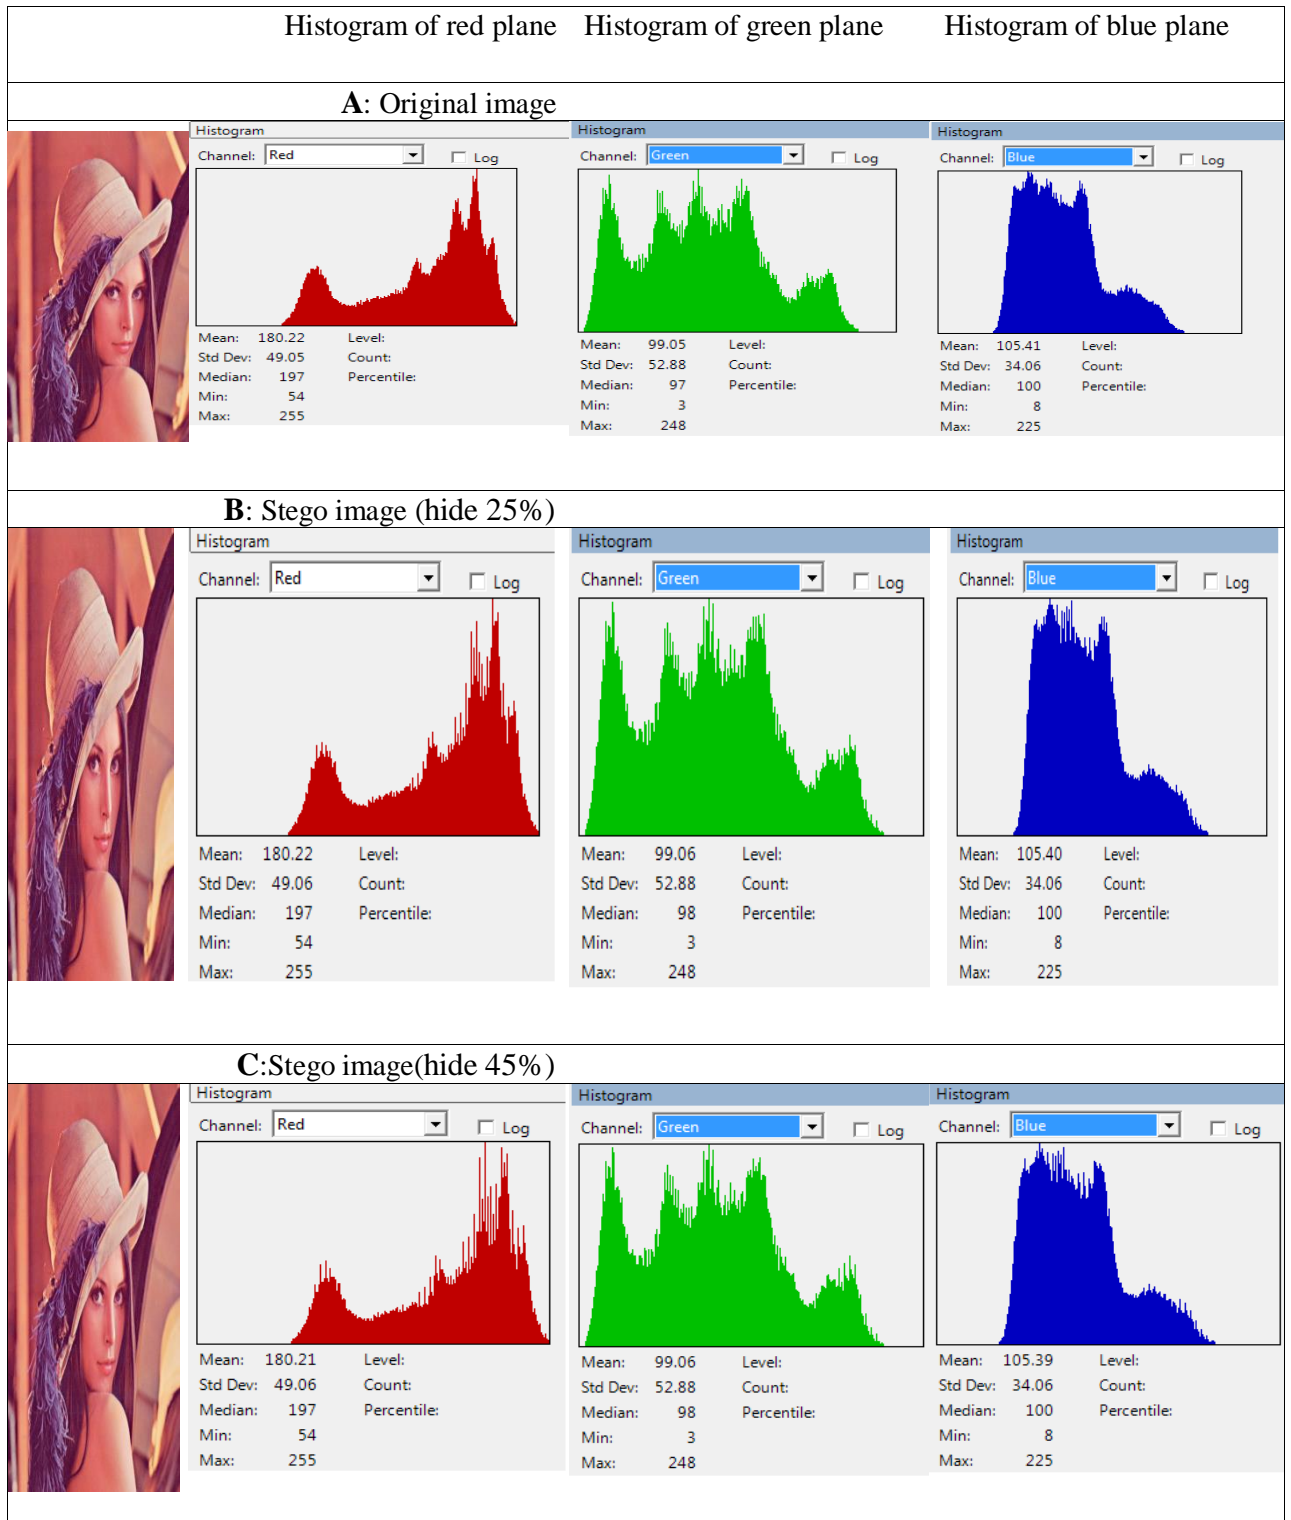 Histogram of red plane Histogram of green plane Histogram of blue plane
A: Original image
Histogram
Channel: Red Log
Mean: 180.22 Level:
Std Dev: 49.05 Count:
Median: 197 Percentile:
Min: 54
Max: 255
Histogram
Channel: Green Log
Mean: 99.05 Level:
Std Dev: 52.88 Count:
Median: 97 Percentile:
Min: 3
Max: 248
Histogram
Channel: Blue Log
Mean: 105.41 Level:
Std Dev: 34.06 Count:
Median: 100 Percentile:
Min: 8
Max: 225
B: Stego image (hide 25%)
Histogram
Channel: Red Log
Mean: 180.22 Level:
Std Dev: 49.06 Count:
Median: 197 Percentile:
Min: 54
Max: 255
Histogram
Channel: Green Log
Mean: 99.06 Level:
Std Dev: 52.88 Count:
Median: 98 Percentile:
Min: 3
Max: 248
Histogram
Channel: Blue Log
Mean: 105.40 Level:
Std Dev: 34.06 Count:
Median: 100 Percentile:
Min: 8
Max: 225
C:Stego image(hide 45%)
Histogram
Channel: Red Log
Mean: 180.21 Level:
Std Dev: 49.06 Count:
Median: 197 Percentile:
Min: 54
Max: 255
Histogram
Channel: Green Log
Mean: 99.06 Level:
Std Dev: 52.88 Count:
Median: 98 Percentile:
Min: 3
Max: 248
Histogram
Channel: Blue Log
Mean: 105.39 Level:
Std Dev: 34.06 Count:
Median: 100 Percentile:
Min: 8
Max: 225